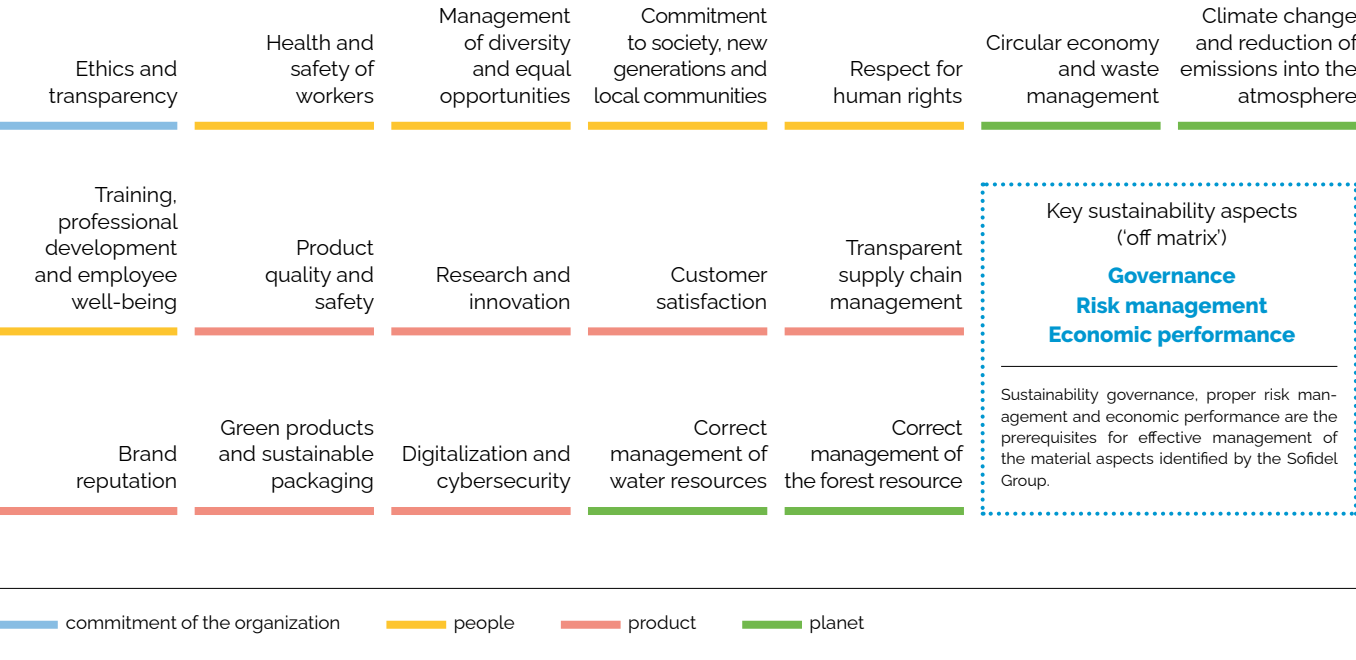 Ethics and
transparency
Health and
safety of
workers
Management
of diversity
and equal
opportunities
Commitment
to society, new
generations and
local communities
Respect for
human rights
Circular economy
and waste
management
Climate change
and reduction of
emissions into the
atmosphere
Training,
professional
development
and employee
well-being
Product
quality and
safety
Research and
innovation
Customer
satisfaction
Transparent
supply chain
management
Key sustainability aspects
(‘off matrix’)
Governance
Risk management
Economic performance
Sustainability governance, proper risk man-
agement and economic performance are the
prerequisites for effective management of
the material aspects identified by the Sofidel
Group.
Brand
reputation
Green products
and sustainable
packaging
Digitalization and
cybersecurity
Correct
management of
water resources
Correct
management of
the forest resource
commitment of the organization
people
product
planet